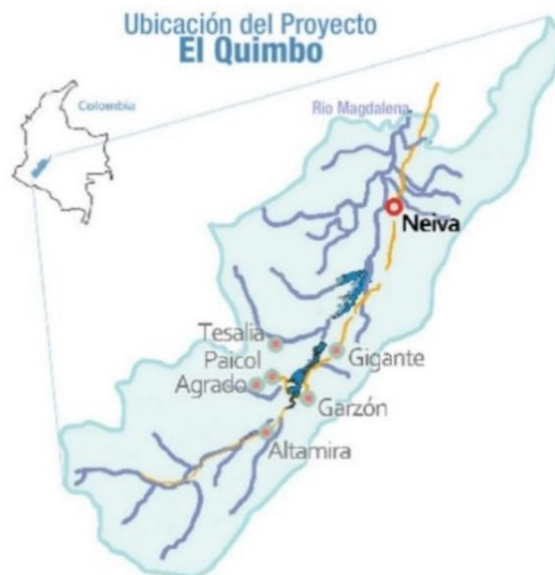 Ubicación del Proyecto
El Quimbo
Colombia
Rio Magdalena
Neiva
Tesalia
Paicol
Gigante
Agrado
Garzón
Altamira